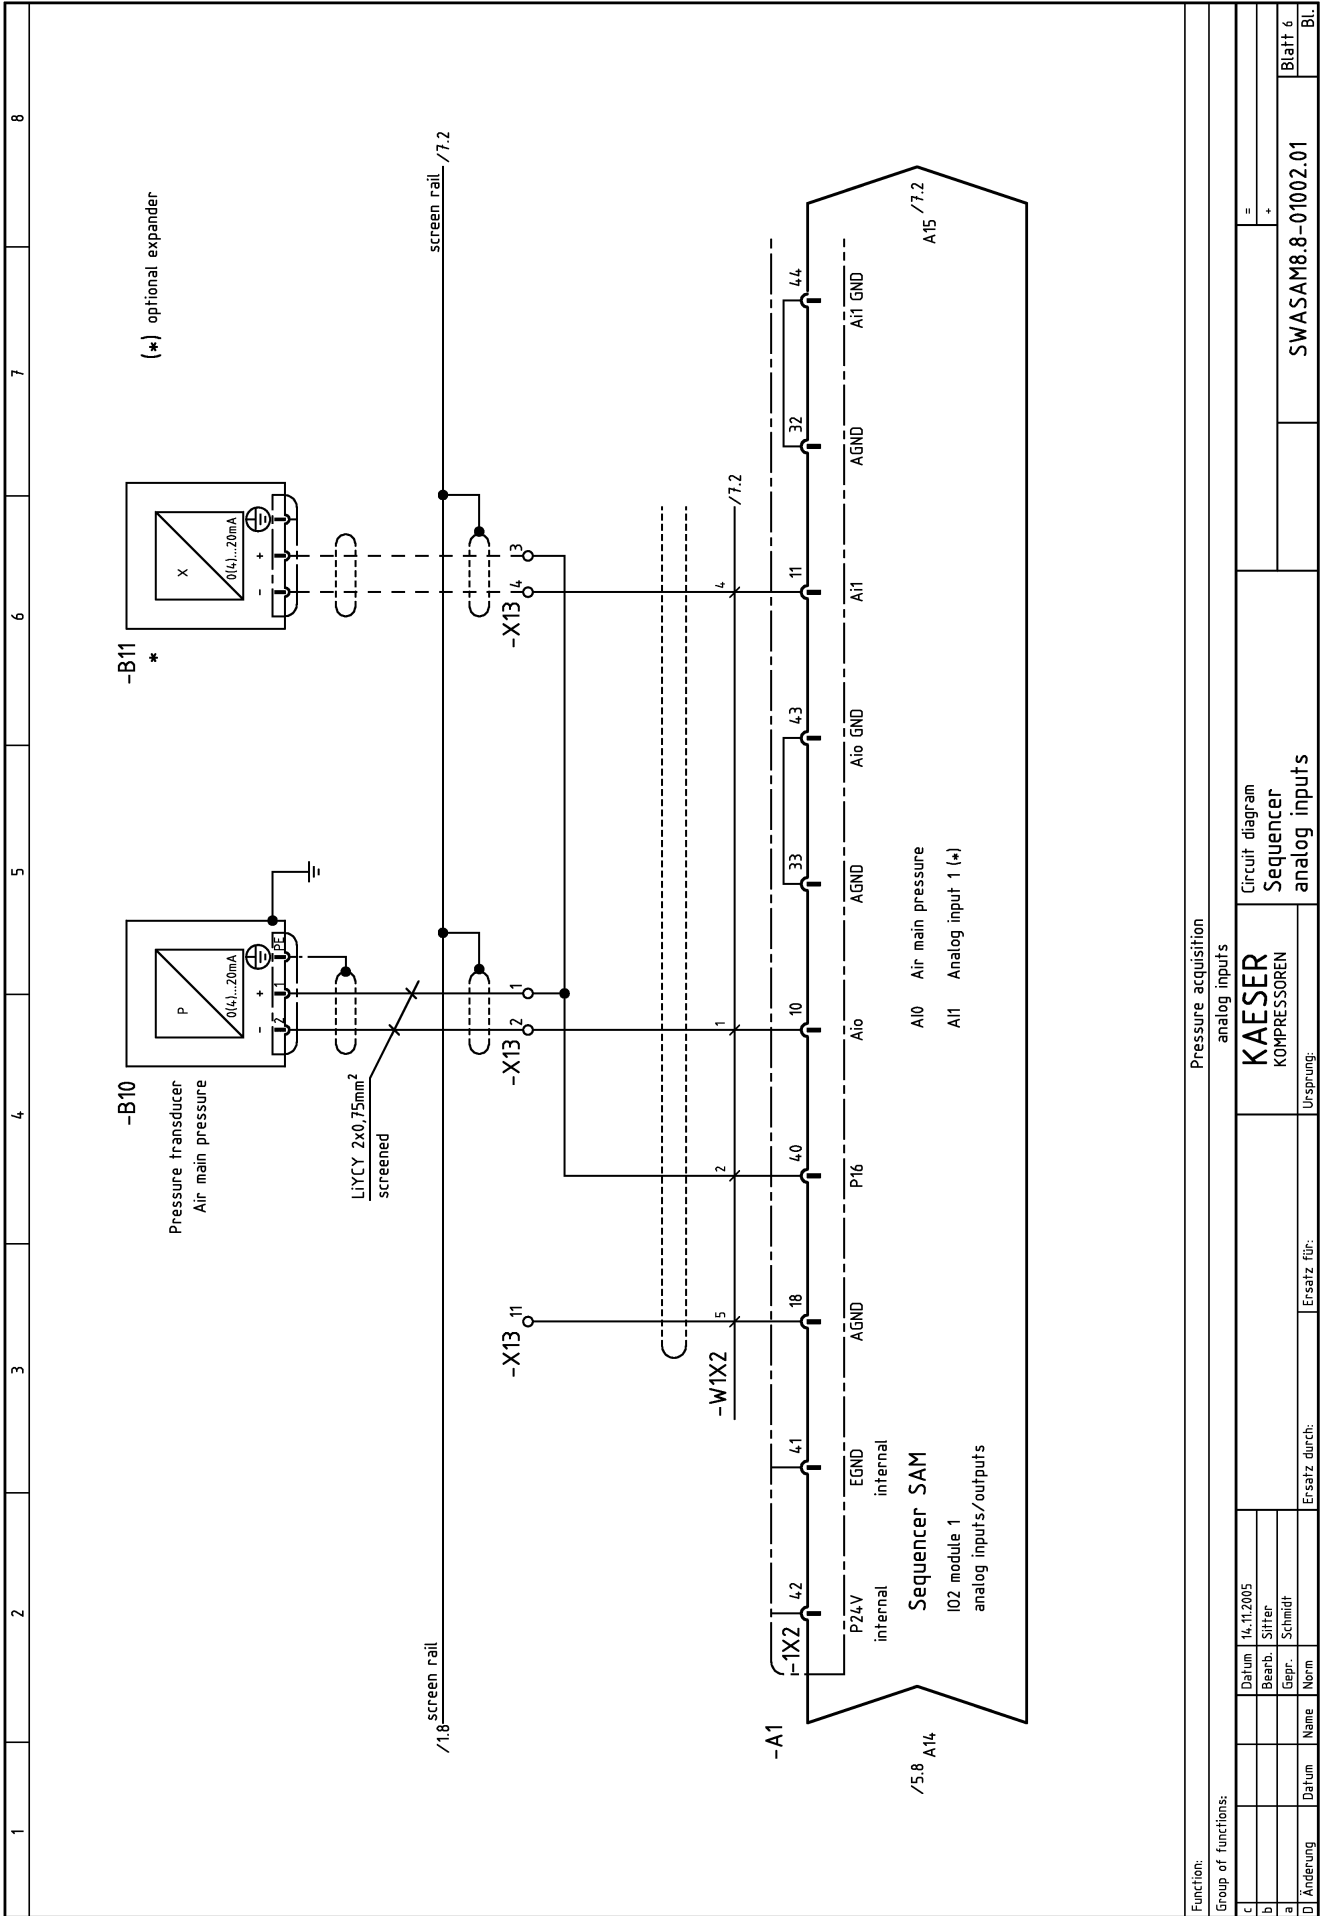 1
2
3
4
5
6
7
8
-B10
Pressure transducer
Air main pressure
P
0(4)...20mA
- +
2 1 PE
-B11
*
X
0(4)...20mA
- +
(*) optional expander
LiYCY 2x0,75mm²
screened
/1.8
screen rail
screen rail
/7.2
-X13 11
-X13 2 1
-X13 4 3
-W1X2
5 2 1 4
/7.2
-A1
-1X2
42 41 18 40 10 33 43 11 32 44
P24V
internal
EGND
internal
AGND
P16
Aio
AGND
Aio GND
Ai1
AGND
Ai1 GND
Sequencer SAM
IO2 module 1
analog inputs/outputs
AI0 Air main pressure
AI1 Analog input 1 (*)
/5.8 A14
A15 /7.2
Function:
Pressure acquisition
Group of functions:
analog inputs
c
b
a
D Änderung
Datum
Name
Datum 14.11.2005
Bearb. Sitter
Gepr. Schmidt
Norm
Ersatz durch:
Ersatz für:
Ursprung:
KAESER
KOMPRESSOREN
Circuit diagram
Sequencer
analog inputs
=
+
SWASAM8.8-01002.01
Blatt 6
Bl.